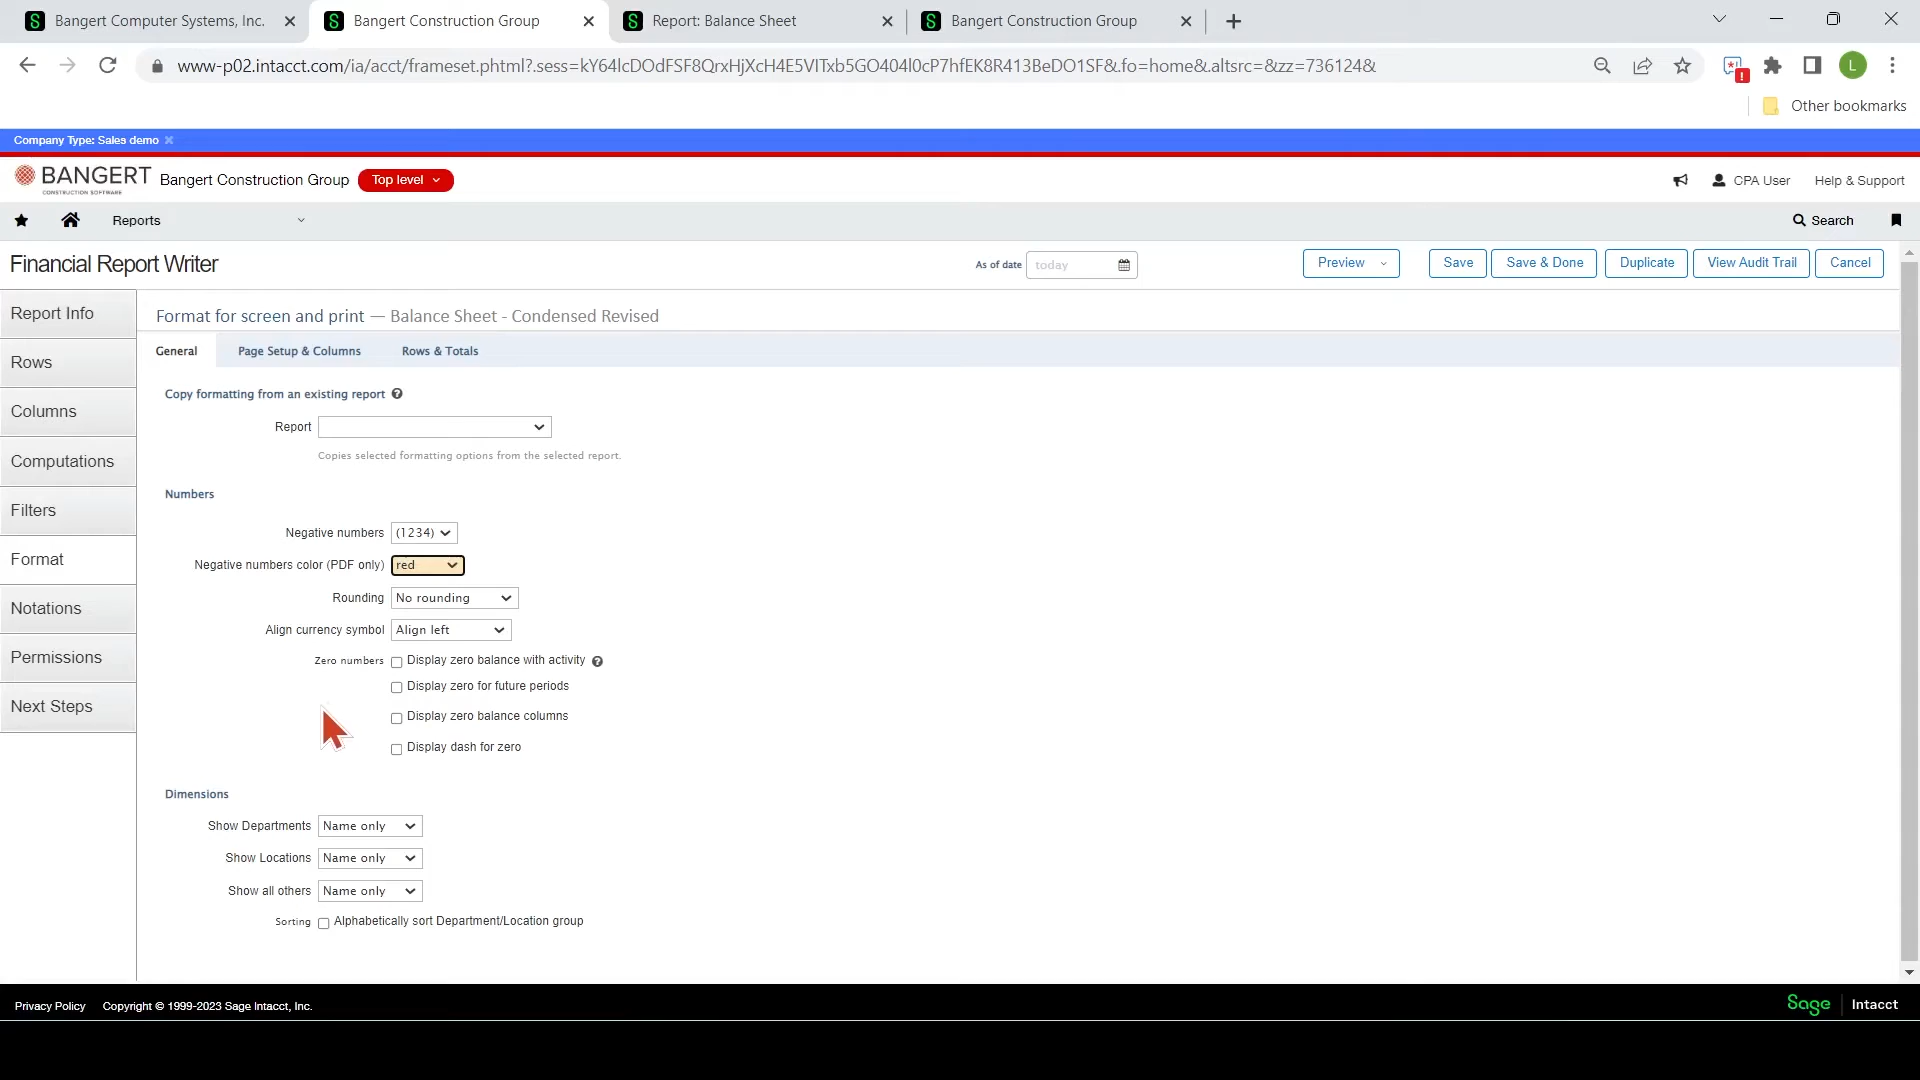 Bangert Computer Systems, Inc.
Bangert Construction Group
Report: Balance Sheet
Bangert Construction Group
www-p02.intacct.com/ia/acct/frameset.phtml?.sess=kY64lcDOdFSF8QrxHjXcH4E5VITxb5GO404l0cP7hfEK8R413BeDO1SF&.fo=home&.altsrc=&zz=736124&
L
Other bookmarks
Company Type: Sales demo
BANGERT
CONSTRUCTION SOFTWARE
Bangert Construction Group
Top level
CPA User
Help & Support
Reports
Search
Financial Report Writer
As of date
today
Preview
Save
Save & Done
Duplicate
View Audit Trail
Cancel
Report Info
Rows
Columns
Computations
Filters
Format
Notations
Permissions
Next Steps
Format for screen and print — Balance Sheet - Condensed Revised
General
Page Setup & Columns
Rows & Totals
Copy formatting from an existing report
Report
Copies selected formatting options from the selected report.
Numbers
Negative numbers (1234)
Negative numbers color (PDF only) red
Rounding No rounding
Align currency symbol Align left
Zero numbers Display zero balance with activity
Display zero for future periods
Display zero balance columns
Display dash for zero
Dimensions
Show Departments Name only
Show Locations Name only
Show all others Name only
Sorting Alphabetically sort Department/Location group
Privacy Policy
Copyright © 1999-2023 Sage Intacct, Inc.
Sage Intacct